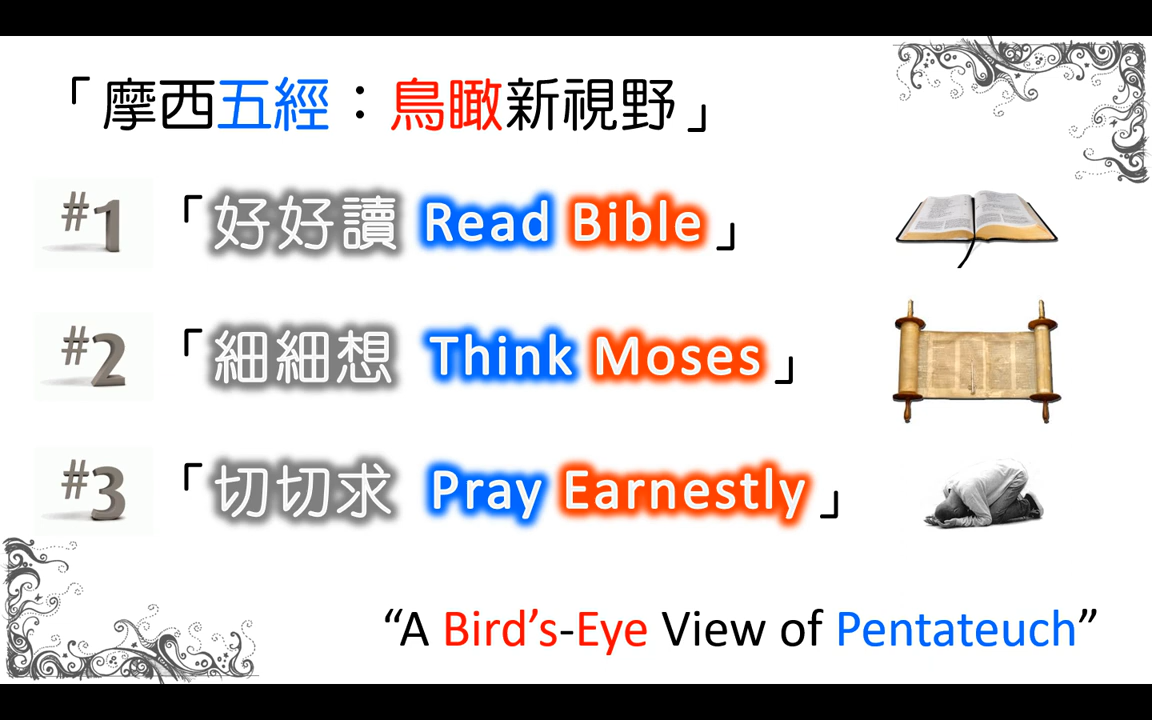 「摩西五經：鳥瞰新視野」
#1 「好好讀 Read Bible」
#2 「細細想 Think Moses」
#3 「切切求 Pray Earnestly」
“A Bird’s-Eye View of Pentateuch”